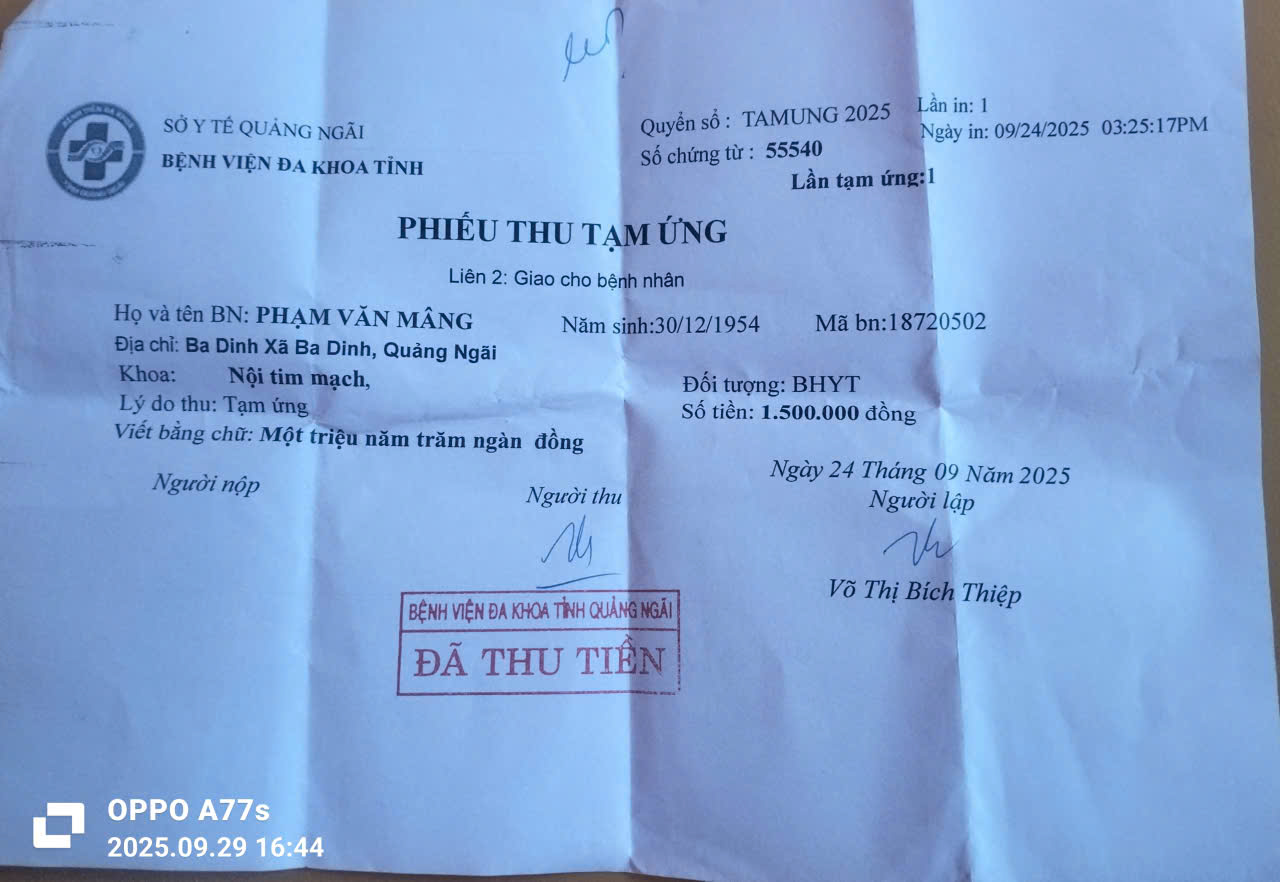 SỞ Y TẾ QUẢNG NGÃI
BỆNH VIỆN ĐA KHOA TỈNH
Quyển sổ : TAMUNG 2025
Số chứng từ : 55540
Lần tạm ứng:1
Lần in: 1
Ngày in: 09/24/2025 03:25:17PM
PHIẾU THU TẠM ỨNG
Liên 2: Giao cho bệnh nhân
Họ và tên BN: PHẠM VĂN MÂNG Năm sinh:30/12/1954 Mã bn:18720502
Địa chỉ: Ba Dinh Xã Ba Dinh, Quảng Ngãi
Khoa: Nội tim mạch, Đối tượng: BHYT
Lý do thu: Tạm ứng Số tiền: 1.500.000 đồng
Viết bằng chữ: Một triệu năm trăm ngàn đồng
Ngày 24 Tháng 09 Năm 2025
Người nộp Người thu Người lập
Võ Thị Bích Thiệp
BỆNH VIỆN ĐA KHOA TỈNH QUẢNG NGÃI
ĐÃ THU TIỀN
OPPO A77s
2025.09.29 16:44